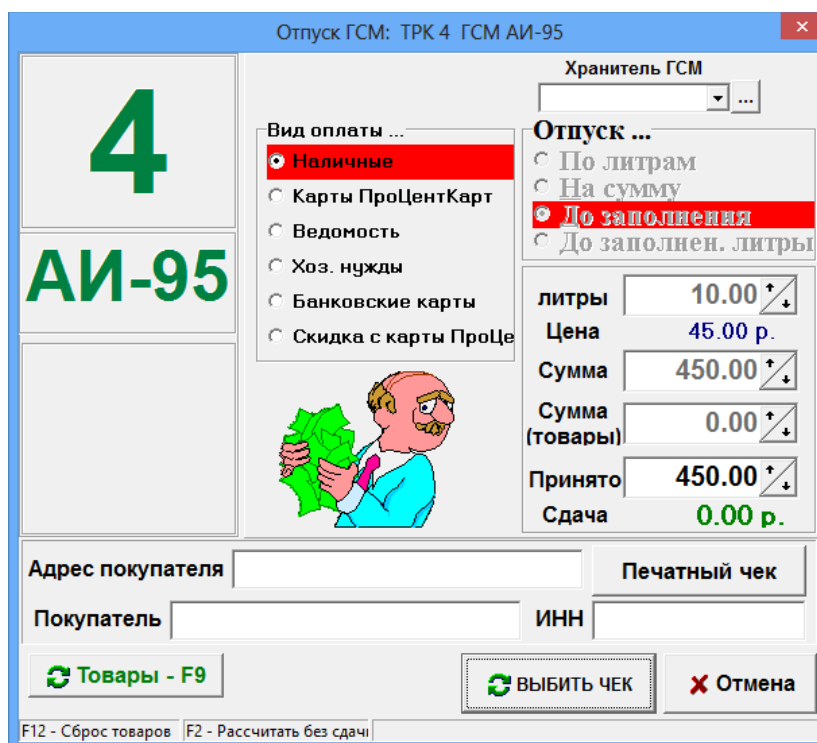 Отпуск ГСМ: ТРК 4 ГСМ АИ-95
4
АИ-95
Хранитель ГСМ
...
Вид оплаты ...
Наличные
Карты ПроЦентКарт
Ведомость
Хоз. нужды
Банковские карты
Скидка с карты ПроЦе
Отпуск ...
По литрам
На сумму
До заполнения
До заполнен. литры
литры 10.00
Цена 45.00 р.
Сумма 450.00
Сумма
(товары) 0.00
Принято 450.00
Сдача 0.00 р.
Адрес покупателя
Печатный чек
Покупатель ИНН
Товары - F9
ВЫБИТЬ ЧЕК
Отмена
F12 - Сброс товаров F2 - Рассчитать без сдачи